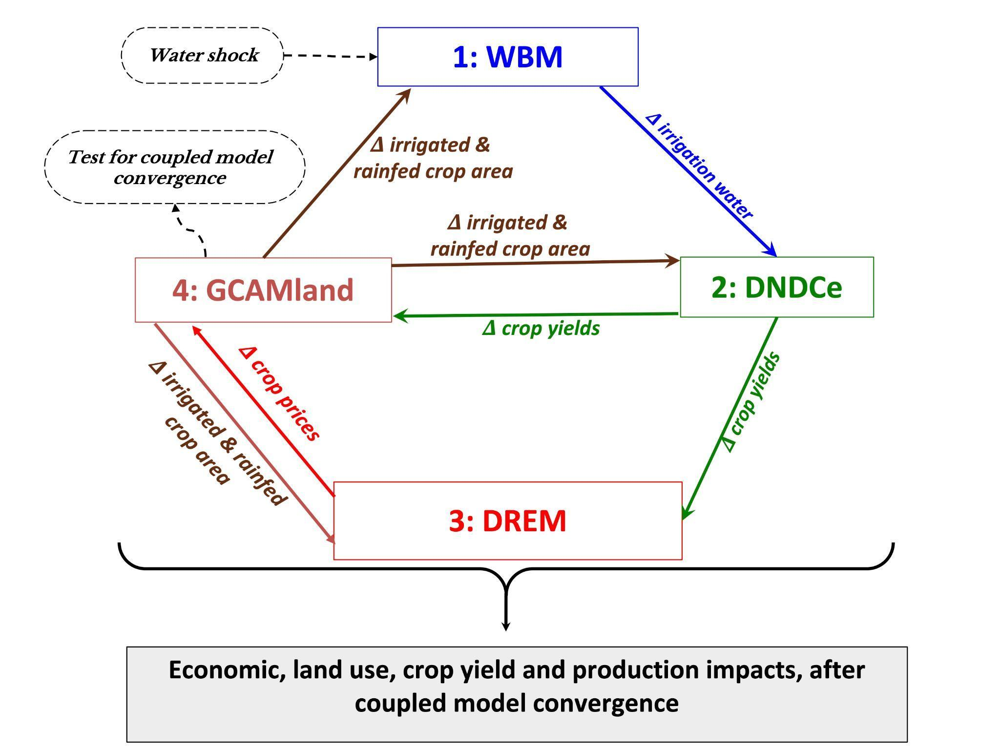 Water shock
1: WBM
Δ irrigation water
Δ irrigated &
rainfed crop area
Test for coupled model
convergence
Δ irrigated &
rainfed crop area
4: GCAMland
2: DNDCe
Δ crop yields
Δ crop prices
Δ irrigated & rainfed
crop area
Δ crop yields
3: DREM
Economic, land use, crop yield and production impacts, after
coupled model convergence